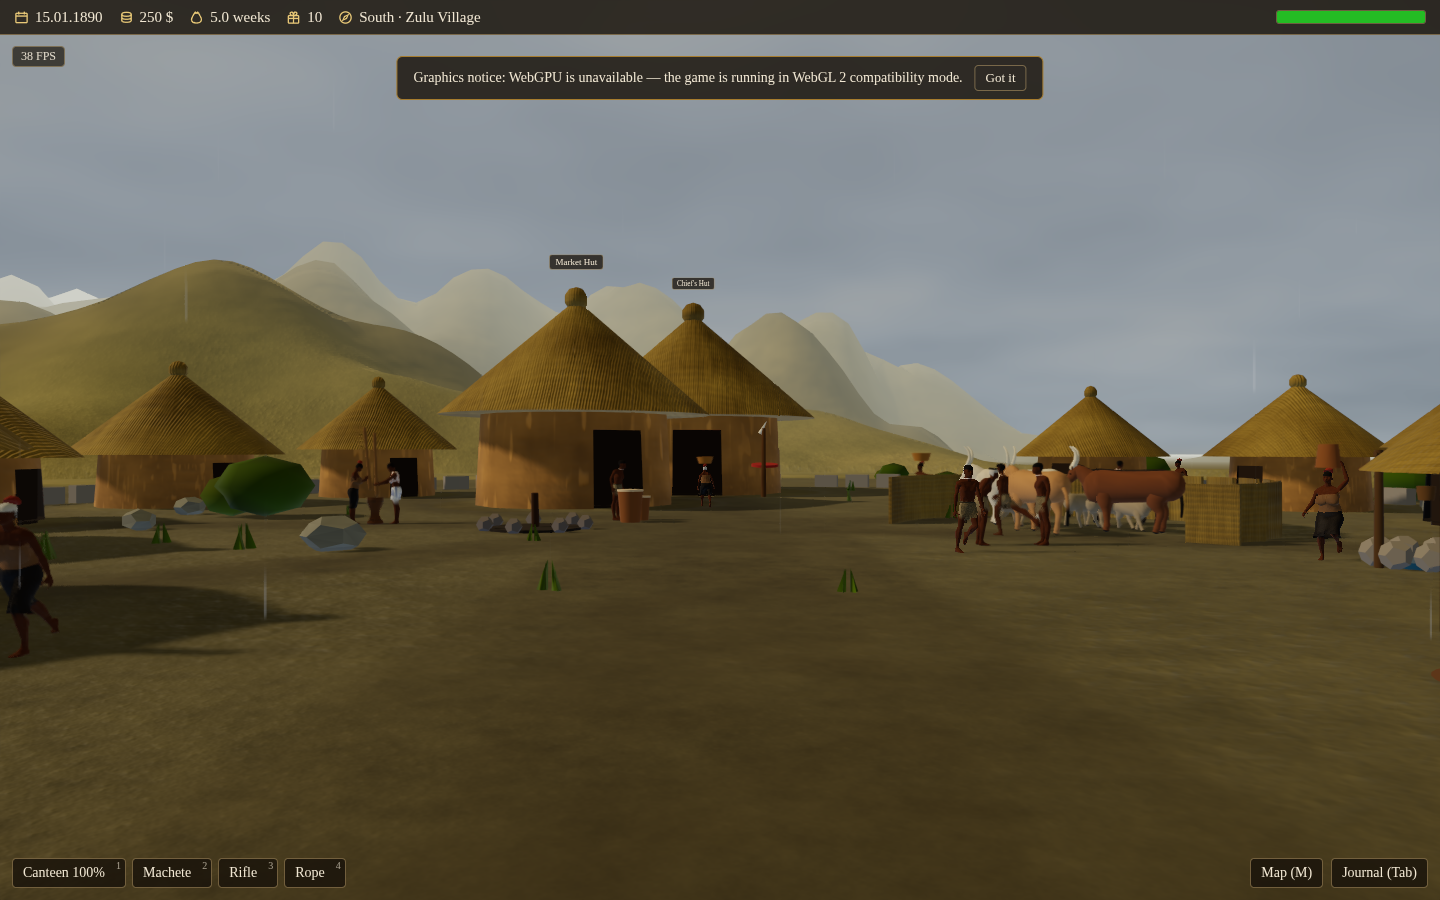 15.01.1890 250 $ 5.0 weeks 10 South · Zulu Village
38 FPS
Graphics notice: WebGPU is unavailable — the game is running in WebGL 2 compatibility mode. Got it
Market Hut
Chief's Hut
Canteen 100% 1 Machete 2 Rifle 3 Rope 4 Map (M) Journal (Tab)